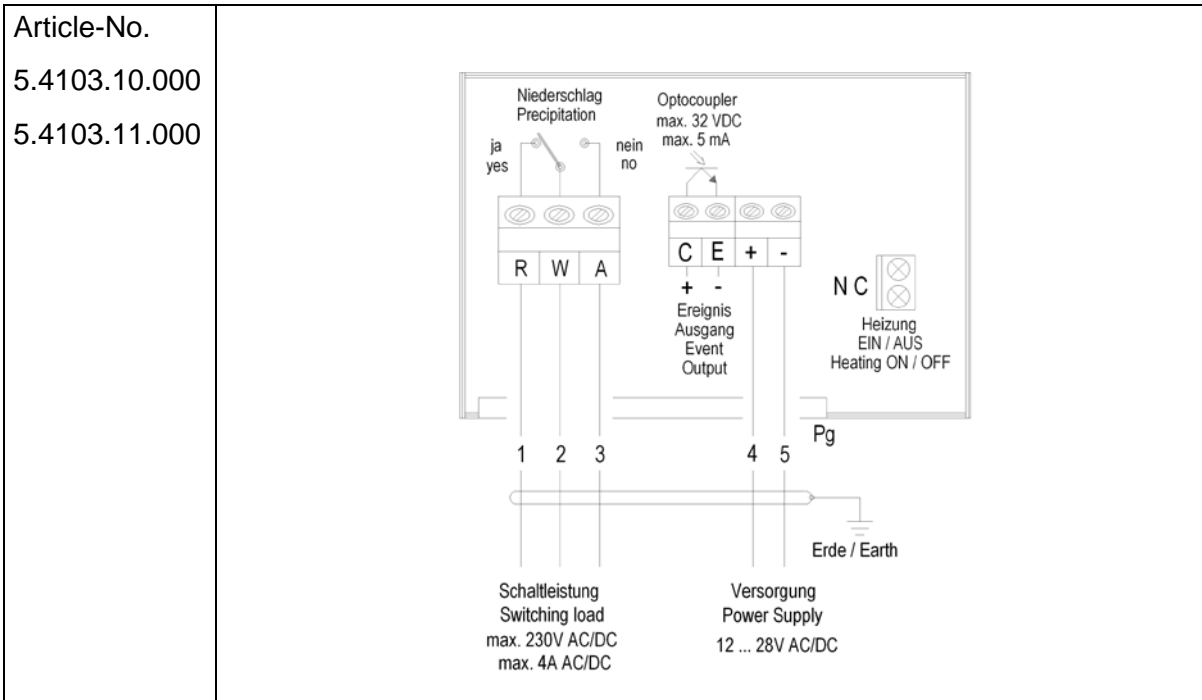 Article-No.
5.4103.10.000
5.4103.11.000
Niederschlag
Precipitation
ja
yes
nein
no
Optocoupler
max. 32 VDC
max. 5 mA
R W A
C E + -
+ -
Ereignis
Ausgang
Event
Output
N C
Heizung
EIN / AUS
Heating ON / OFF
Pg
1 2 3 4 5
Erde / Earth
Schaltleistung
Switching load
max. 230V AC/DC
max. 4A AC/DC
Versorgung
Power Supply
12 ... 28V AC/DC